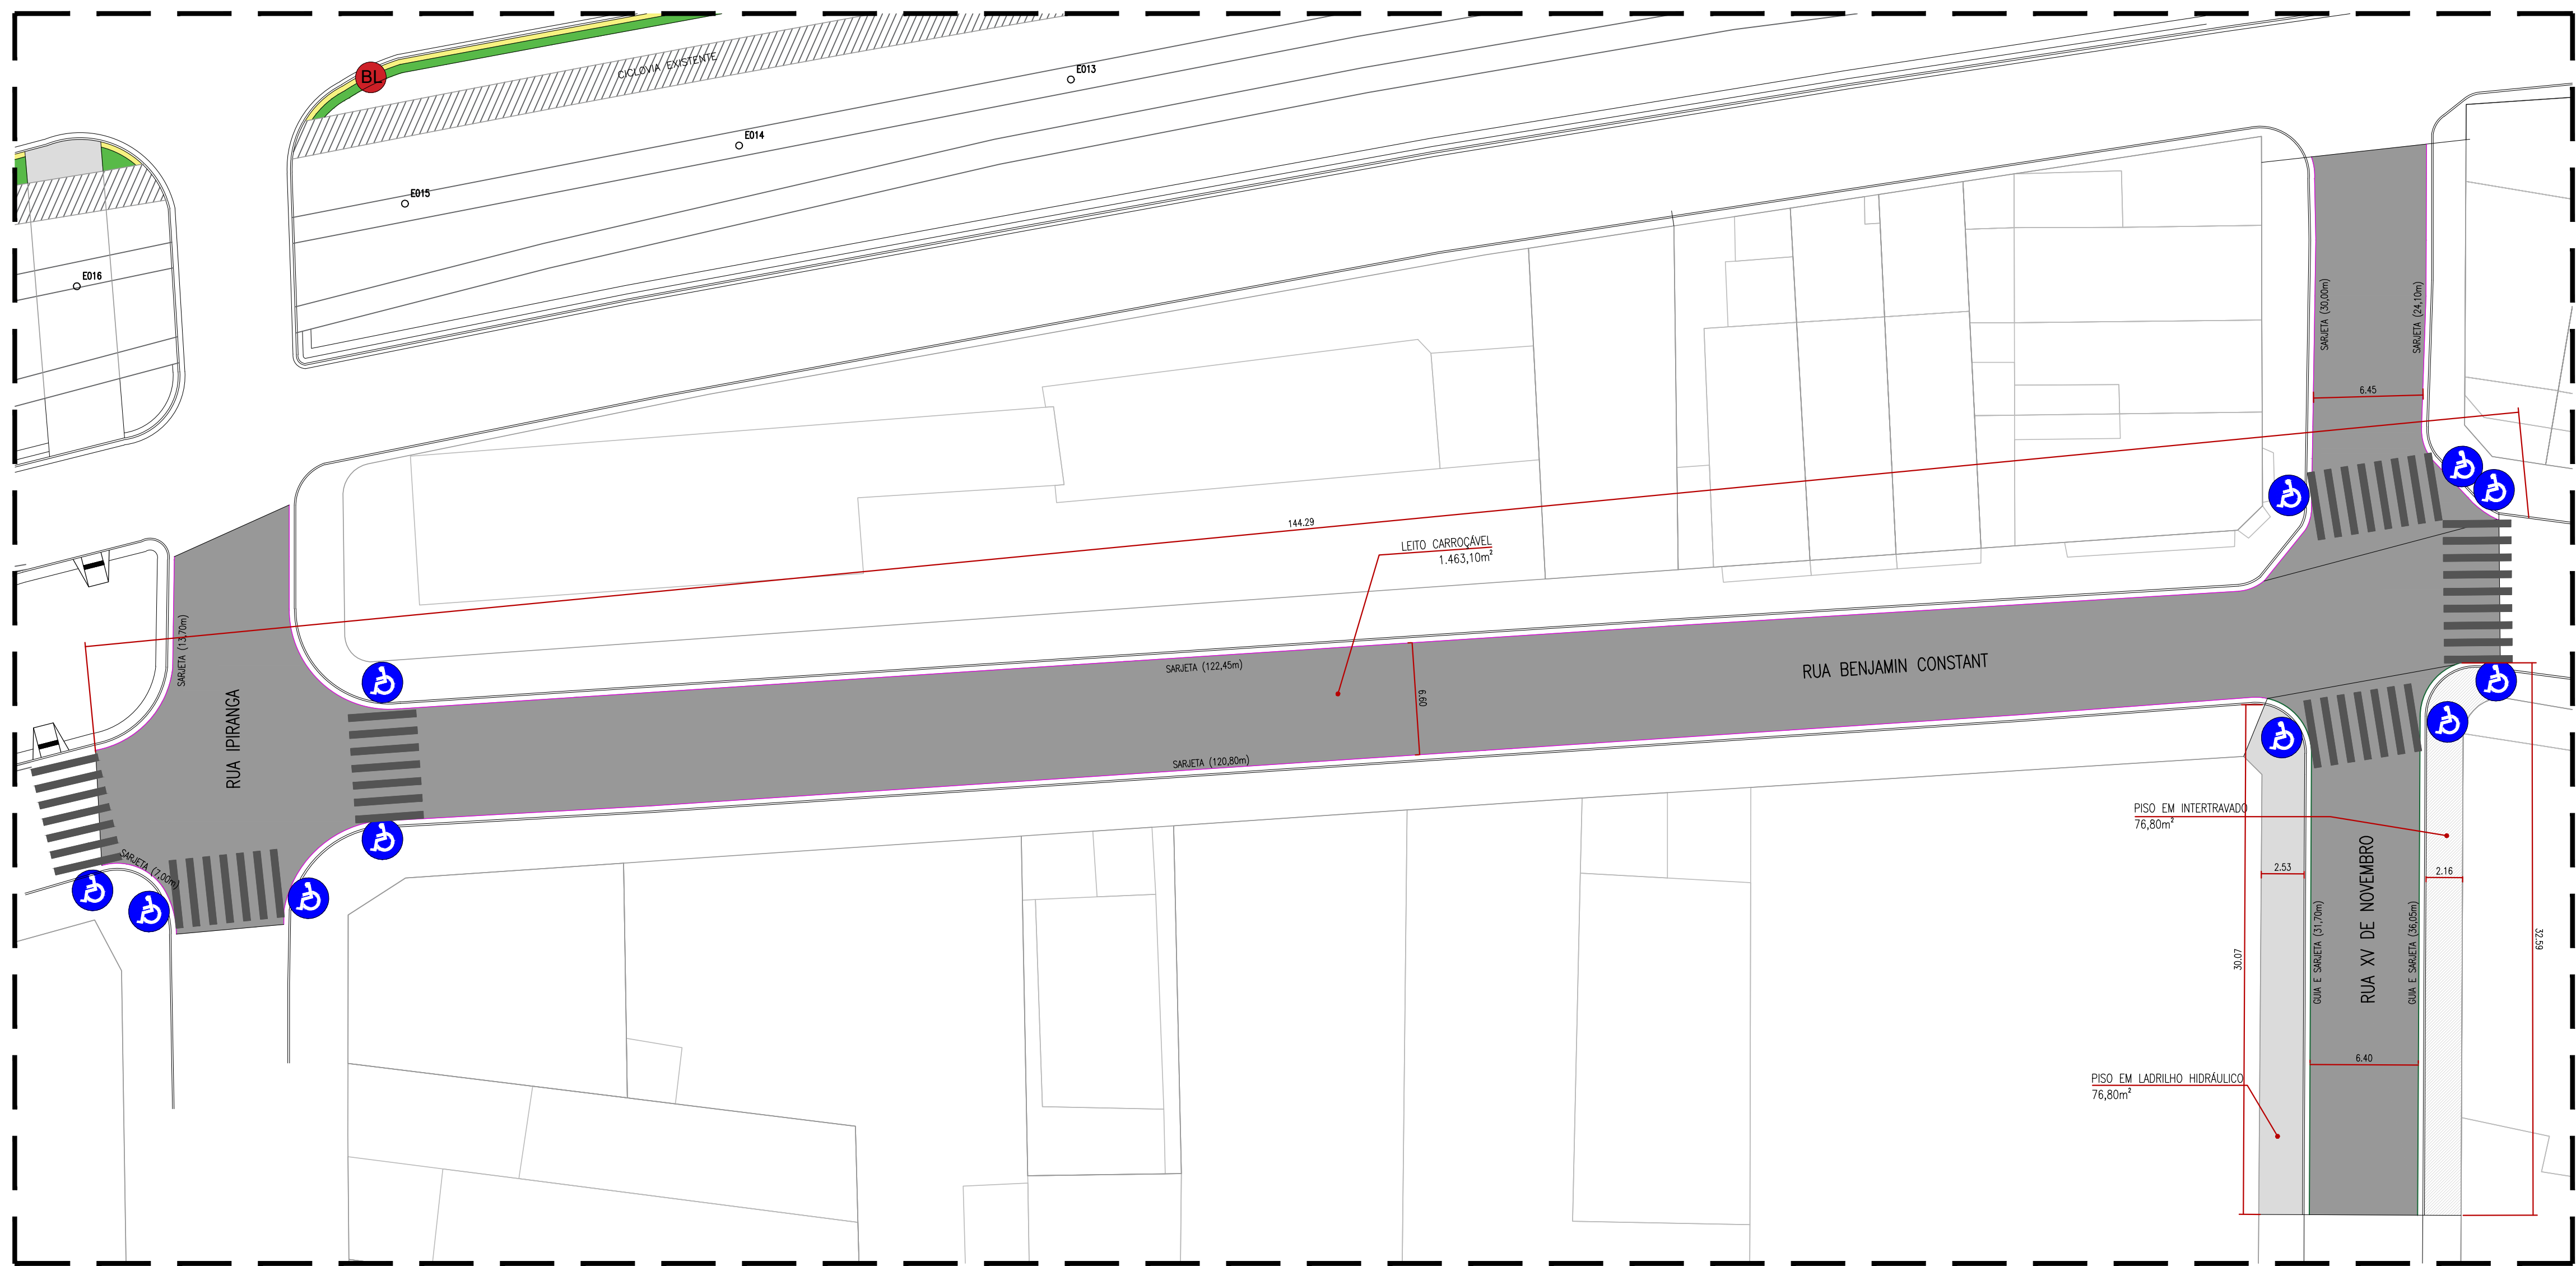 BL
CICLOVIA EXISTENTE
E013
E014
E015
E016
SARJETA (30,00m)
SARJETA (24,10m)
6.45
144.29
LEITO CARROÇÁVEL
1.463,10m²
SARJETA (13,70m)
RUA IPIRANGA
SARJETA (122,45m)
6.60
RUA BENJAMIN CONSTANT
SARJETA (120,80m)
SARJETA (7,00m)
PISO EM INTERTRAVADO
76,80m²
2.53
2.16
GUIA E SARJETA (31,70m)
RUA XV DE NOVEMBRO
GUIA E SARJETA (36,05m)
30.07
32.59
6.40
PISO EM LADRILHO HIDRÁULICO
76,80m²